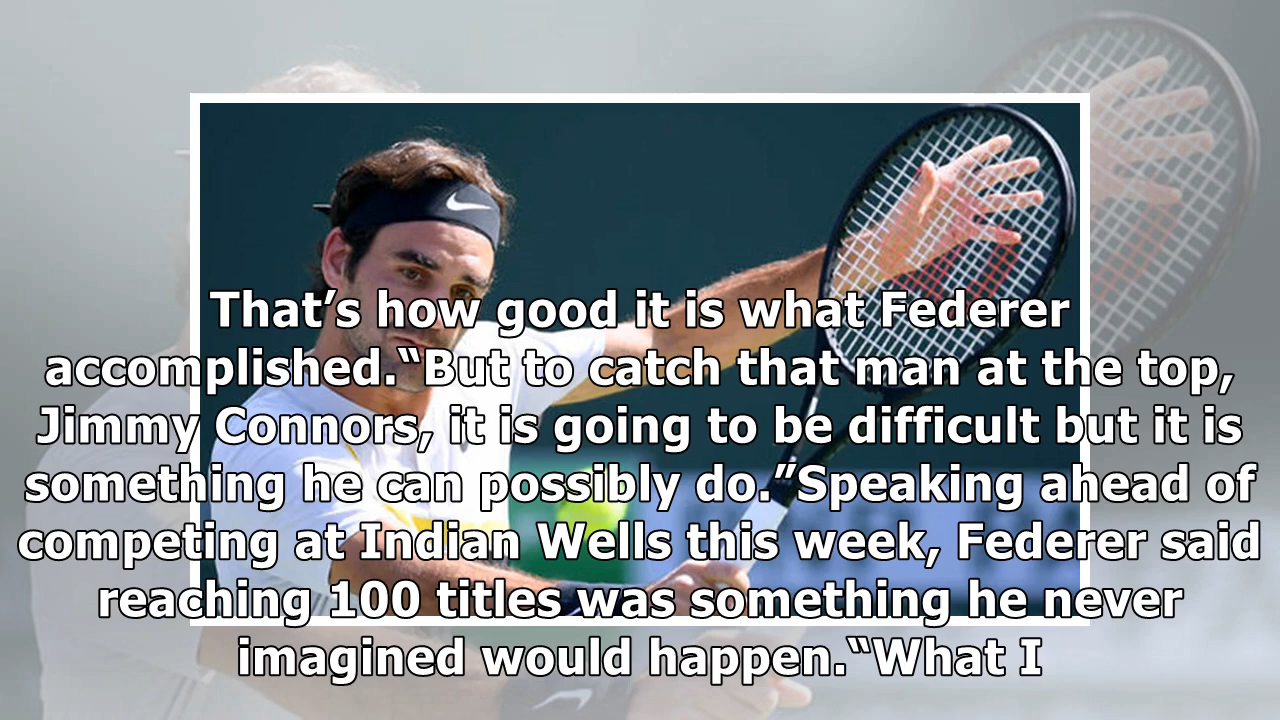 That’s how good it is what Federer
accomplished.“But to catch that man at the top,
Jimmy Connors, it is going to be difficult but it is
something he can possibly do.”Speaking ahead of
competing at Indian Wells this week, Federer said
reaching 100 titles was something he never
imagined would happen.“What I